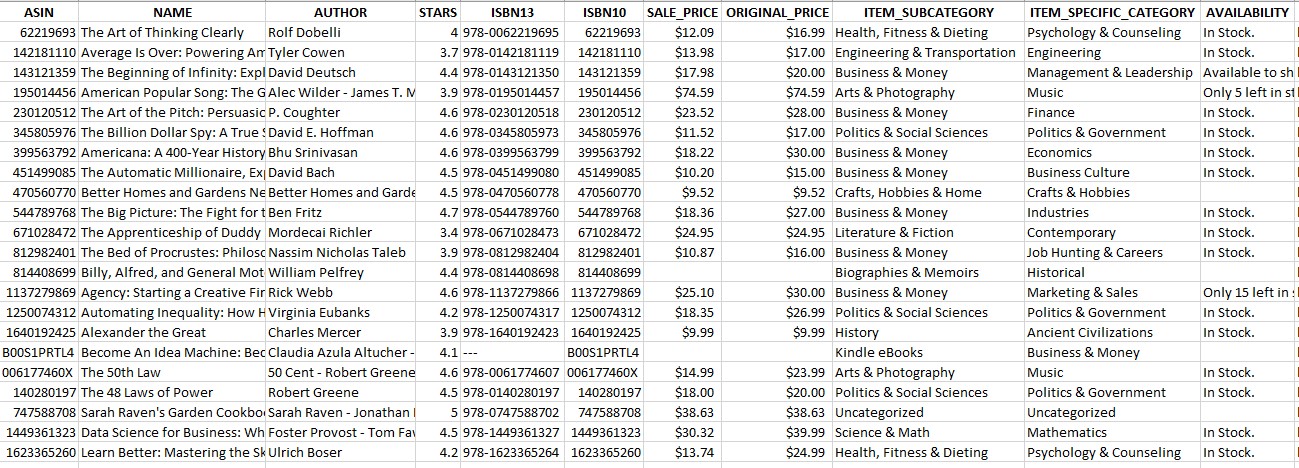 ASIN NAME AUTHOR STARS ISBN13 ISBN10 SALE_PRICE ORIGINAL_PRICE ITEM_SUBCATEGORY ITEM_SPECIFIC_CATEGORY AVAILABILITY
62219693 The Art of Thinking Clearly Rolf Dobelli 4 978-0062219695 62219693 $12.09 $16.99 Health, Fitness & Dieting Psychology & Counseling In Stock.
142181110 Average Is Over: Powering Am Tyler Cowen 3.7 978-0142181119 142181110 $13.98 $17.00 Engineering & Transportation Engineering In Stock.
143121359 The Beginning of Infinity: Expl David Deutsch 4.4 978-0143121350 143121359 $17.98 $20.00 Business & Money Management & Leadership Available to sh
195014456 American Popular Song: The G Alec Wilder - James T. M 3.9 978-0195014457 195014456 $74.59 $74.59 Arts & Photography Music Only 5 left in st
230120512 The Art of the Pitch: Persuasic P. Coughter 4.6 978-0230120518 230120512 $23.52 $28.00 Business & Money Finance In Stock.
345805976 The Billion Dollar Spy: A True S David E. Hoffman 4.6 978-0345805973 345805976 $11.52 $17.00 Politics & Social Sciences Politics & Government In Stock.
399563792 Americana: A 400-Year History Bhu Srinivasan 4.6 978-0399563799 399563792 $18.22 $30.00 Business & Money Economics In Stock.
451499085 The Automatic Millionaire, Ex David Bach 4.5 978-0451499080 451499085 $10.20 $15.00 Business & Money Business Culture In Stock.
470560770 Better Homes and Gardens Ne Better Homes and Garde 4.5 978-0470560778 470560770 $9.52 $9.52 Crafts, Hobbies & Home Crafts & Hobbies
544789768 The Big Picture: The Fight for t Ben Fritz 4.7 978-0544789760 544789768 $18.36 $27.00 Business & Money Industries In Stock.
671028472 The Apprenticeship of Duddy Mordecai Richler 3.4 978-0671028473 671028472 $24.95 $24.95 Literature & Fiction Contemporary In Stock.
812982401 The Bed of Procrustes: Philosc Nassim Nicholas Taleb 3.9 978-0812982404 812982401 $10.87 $16.00 Business & Money Job Hunting & Careers In Stock.
814408699 Billy, Alfred, and General Mot William Pelfrey 4.4 978-0814408698 814408699 Biographies & Memoirs Historical
1137279869 Agency: Starting a Creative Fir Rick Webb 4.6 978-1137279866 1137279869 $25.10 $30.00 Business & Money Marketing & Sales Only 15 left in s
1250074312 Automating Inequality: How H Virginia Eubanks 4.2 978-1250074317 1250074312 $18.35 $26.99 Politics & Social Sciences Politics & Government In Stock.
1640192425 Alexander the Great Charles Mercer 3.9 978-1640192423 1640192425 $9.99 $9.99 History Ancient Civilizations In Stock.
B00S1PRTL4 Become An Idea Machine: Bec Claudia Azula Altucher - 4.1 --- B00S1PRTL4 Kindle eBooks Business & Money
006177460X The 50th Law 50 Cent - Robert Greene 4.6 978-0061774607 006177460X $14.99 $23.99 Arts & Photography Music In Stock.
140280197 The 48 Laws of Power Robert Greene 4.5 978-0140280197 140280197 $18.00 $20.00 Politics & Social Sciences Politics & Government In Stock.
747588708 Sarah Raven's Garden Cookbo Sarah Raven - Jonathan 5 978-0747588702 747588708 $38.63 $38.63 Uncategorized Uncategorized
1449361323 Data Science for Business: Wh Foster Provost - Tom Fav 4.5 978-1449361327 1449361323 $30.32 $39.99 Science & Math Mathematics In Stock.
1623365260 Learn Better: Mastering the Sk Ulrich Boser 4.2 978-1623365264 1623365260 $13.74 $24.99 Health, Fitness & Dieting Psychology & Counseling In Stock.